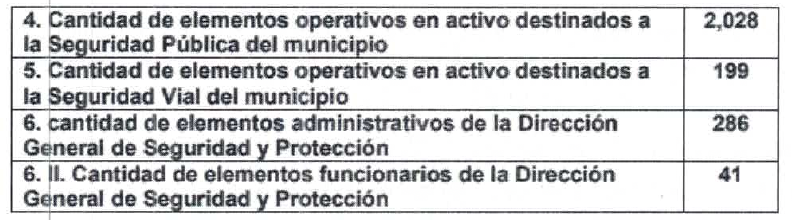 4. Cantidad de elementos operativos en activo destinados a 2,028
la Seguridad Pública del municipio
5. Cantidad de elementos operativos en activo destinados a 199
la Seguridad Vial del municipio
6. cantidad de elementos administrativos de la Dirección 286
General de Seguridad y Protección
6. II. Cantidad de elementos funcionarios de la Dirección 41
General de Seguridad y Protección